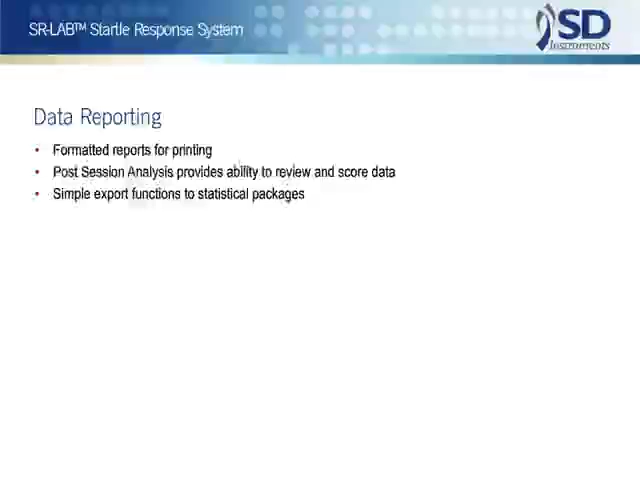 SR-LAB™ Startle Response System
SD
Instruments
Data Reporting
• Formatted reports for printing
• Post Session Analysis provides ability to review and score data
• Simple export functions to statistical packages